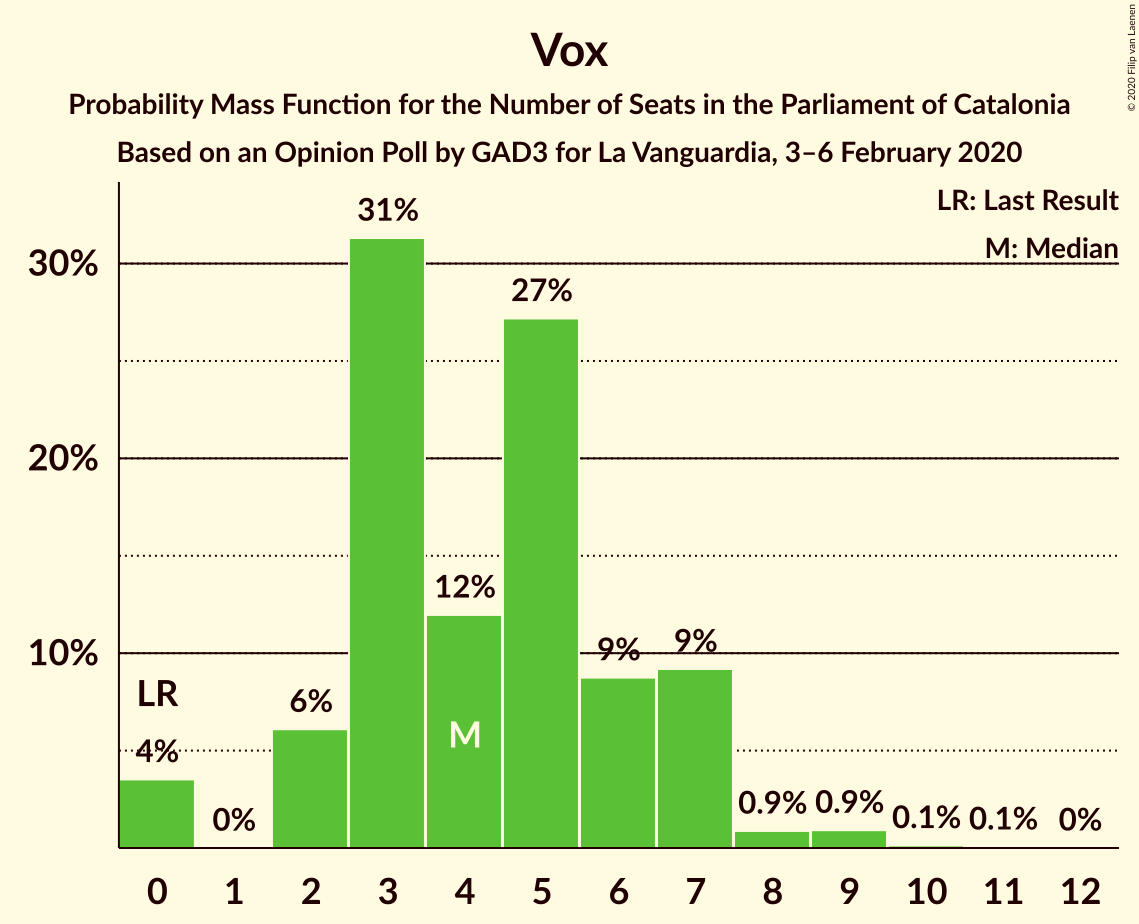 Vox
Probability Mass Function for the Number of Seats in the Parliament of Catalonia
Based on an Opinion Poll by GAD3 for La Vanguardia, 3–6 February 2020
© 2020 Filip van Laenen
LR: Last Result
M: Median
30%
20%
10%
LR
4%
0%
6%
31%
12%
M
27%
9%
9%
0.9%
0.9%
0.1%
0.1%
0%
0 1 2 3 4 5 6 7 8 9 10 11 12